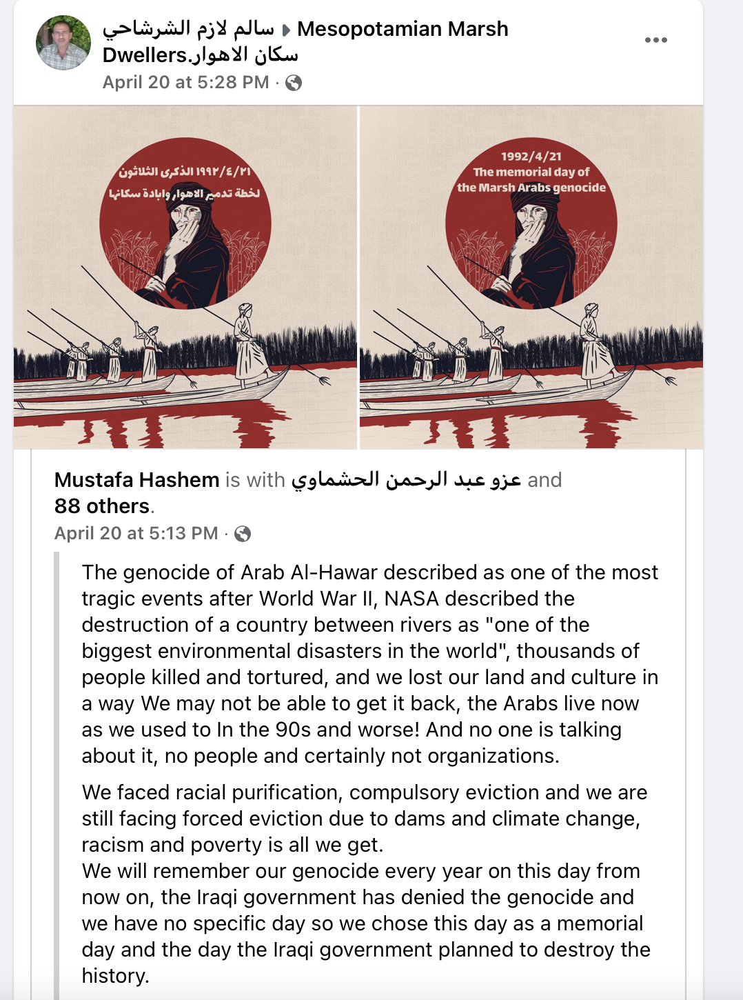 سالم لازم الشرشاحي ▸ Mesopotamian Marsh
Dwellers.سكان الاهوار
April 20 at 5:28 PM ·
١٩٩٢/٤/٢١ الذكرى الثلاثون
لخطة تدمير الاهوار وابادة سكانها
1992/4/21
The memorial day of
the Marsh Arabs genocide
Mustafa Hashem is with عزو عبد الرحمن الحشماوي and
88 others.
April 20 at 5:13 PM ·
The genocide of Arab Al-Hawar described as one of the most
tragic events after World War II, NASA described the
destruction of a country between rivers as "one of the
biggest environmental disasters in the world", thousands of
people killed and tortured, and we lost our land and culture in
a way We may not be able to get it back, the Arabs live now
as we used to In the 90s and worse! And no one is talking
about it, no people and certainly not organizations.
We faced racial purification, compulsory eviction and we are
still facing forced eviction due to dams and climate change,
racism and poverty is all we get.
We will remember our genocide every year on this day from
now on, the Iraqi government has denied the genocide and
we have no specific day so we chose this day as a memorial
day and the day the Iraqi government planned to destroy the
history.